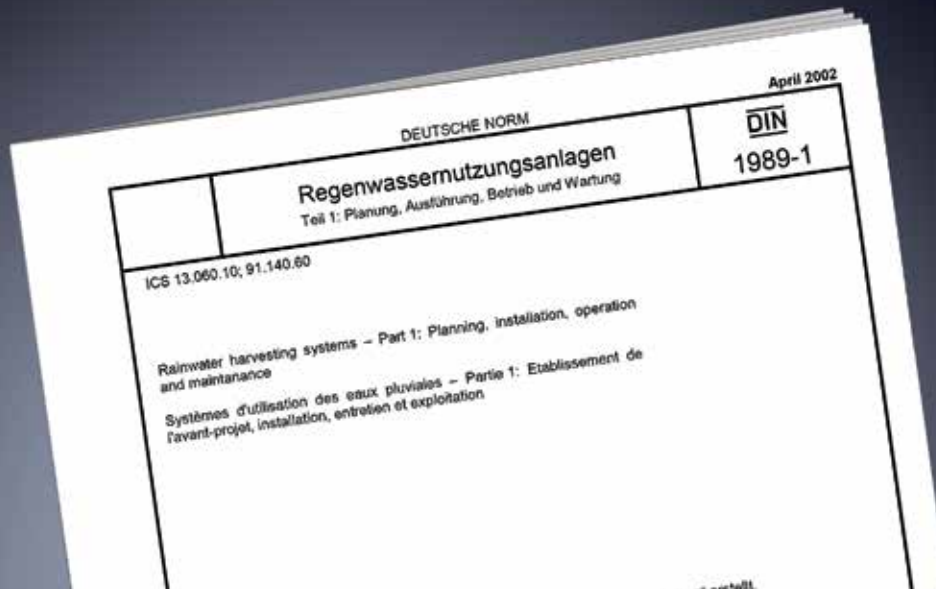 April 2002
DEUTSCHE NORM
Regenwassernutzungsanlagen
Teil 1: Planung, Ausführung, Betrieb und Wartung
DIN
1989-1
ICS 13.060.10; 91.140.60
Rainwater harvesting systems – Part 1: Planning, installation, operation
and maintanance
Systèmes d'utilisation des eaux pluviales – Partie 1: Etablissement de
l'avant-projet, installation, entretien et exploitation